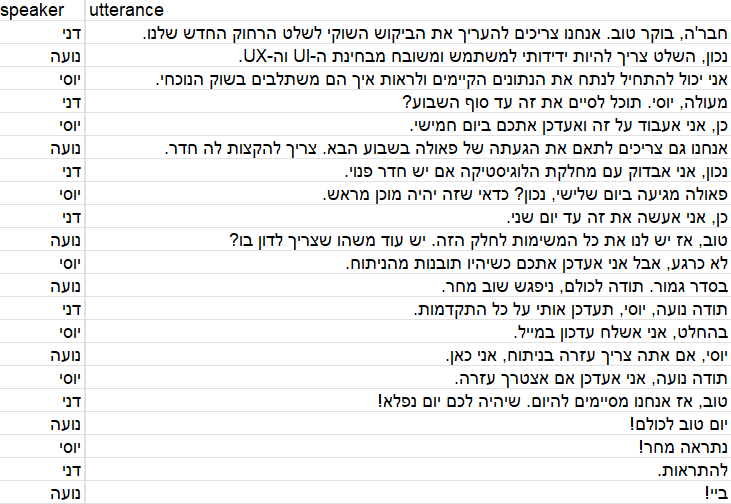 speaker utterance
דני חבר'ה, בוקר טוב. אנחנו צריכים להעריך את הביקוש השוקי לשלט הרחוק החדש שלנו.
נועה נכון, השלט צריך להיות ידידותי למשתמש ומשובח מבחינת ה-UI וה-UX.
יוסי אני יכול להתחיל לנתח את הנתונים הקיימים ולראות איך הם משתלבים בשוק הנוכחי.
דני מעולה, יוסי. תוכל לסיים את זה עד סוף השבוע?
יוסי כן, אני אעבוד על זה ואעדכן אתכם ביום חמישי.
נועה אנחנו גם צריכים לתאם את הגעתה של פאולה בשבוע הבא. צריך להקצות לה חדר.
דני נכון, אני אבדוק עם מחלקת הלוגיסטיקה אם יש חדר פנוי.
יוסי פאולה מגיעה ביום שלישי, נכון? כדאי שזה יהיה מוכן מראש.
דני כן, אני אעשה את זה עד יום שני.
נועה טוב, אז יש לנו את כל המשימות לחלק הזה. יש עוד משהו שצריך לדון בו?
יוסי לא כרגע, אבל אני אעדכן אתכם כשיהיו תובנות מהניתוח.
נועה בסדר גמור. תודה לכולם, ניפגש שוב מחר.
דני תודה נועה, יוסי, תעדכן אותי על כל התקדמות.
יוסי בהחלט, אני אשלח עדכון במייל.
נועה יוסי, אם אתה צריך עזרה בניתוח, אני כאן.
יוסי תודה נועה, אני אעדכן אם אצטרך עזרה.
דני טוב, אז אנחנו מסיימים להיום. שיהיה לכם יום נפלא!
נועה יום טוב לכולם!
יוסי נתראה מחר!
דני להתראות.
נועה ביי!